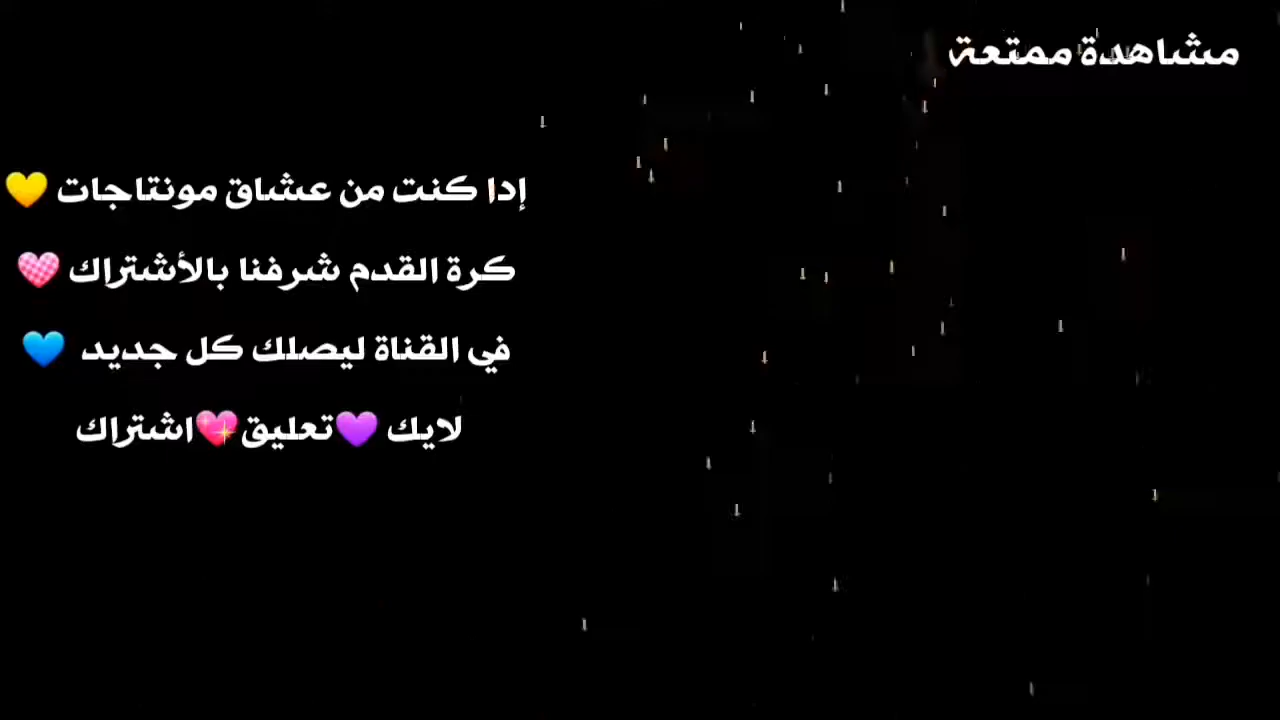 مشاهدة ممتعة
إدا كنت من عشاق مونتاجات 💛
كرة القدم شرفنا بالأشتراك 💟
في القناة ليصلك كل جديد 💙
لايك 💜تعليق💖اشتراك